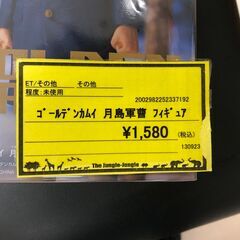 ET/その他 その他
程度:未使用
2002982252337192
ゴールデンカムイ 月島軍曹 フィギュア
¥1,580 (税込)
130923
The Jungle-Jungle